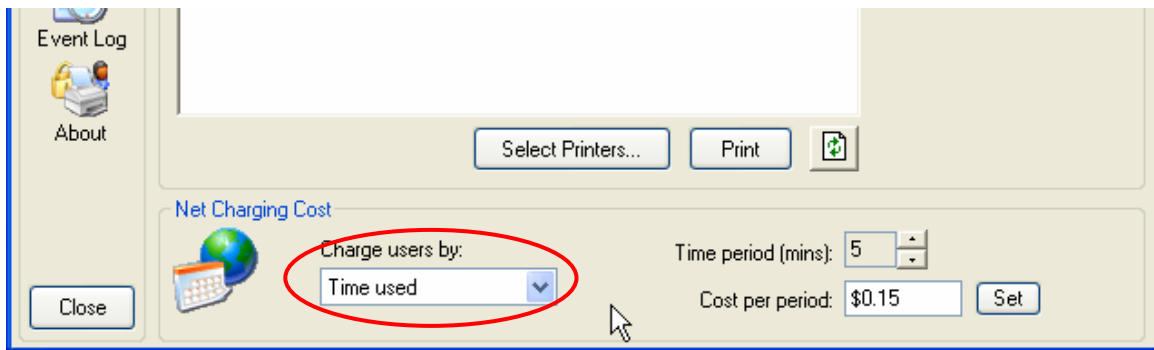 Event Log
About
Select Printers...
Print
Net Charging Cost
Charge users by:
Time used
Time period (mins):
5
Cost per period:
$0.15
Set
Close